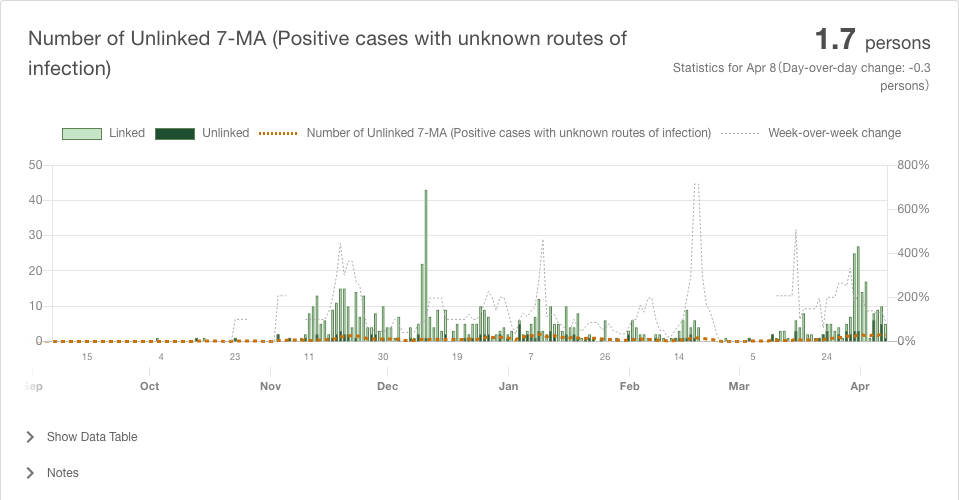 Number of Unlinked 7-MA (Positive cases with unknown routes of
infection)
1.7 persons
Statistics for Apr 8 (Day-over-day change: -0.3
persons)
Linked Unlinked Number of Unlinked 7-MA (Positive cases with unknown routes of infection) Week-over-week change
50 800%
40 600%
30 400%
20
10 200%
0 0%
15 4 23 11 30 19 7 26 14 5 24
Oct Nov Dec Jan Feb Mar Apr
Show Data Table
Notes